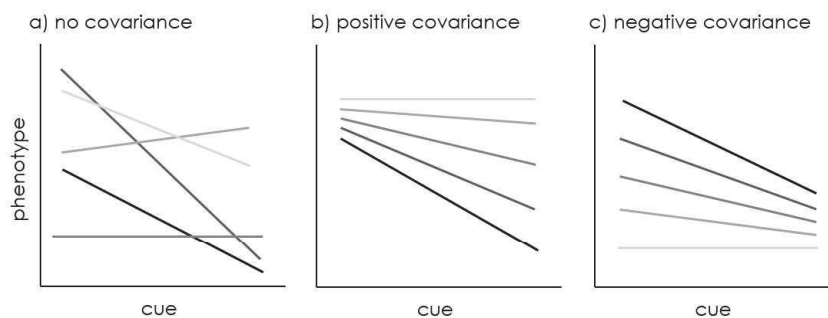 a) no covariance
b) positive covariance
c) negative covariance
phenotype
cue
cue
cue